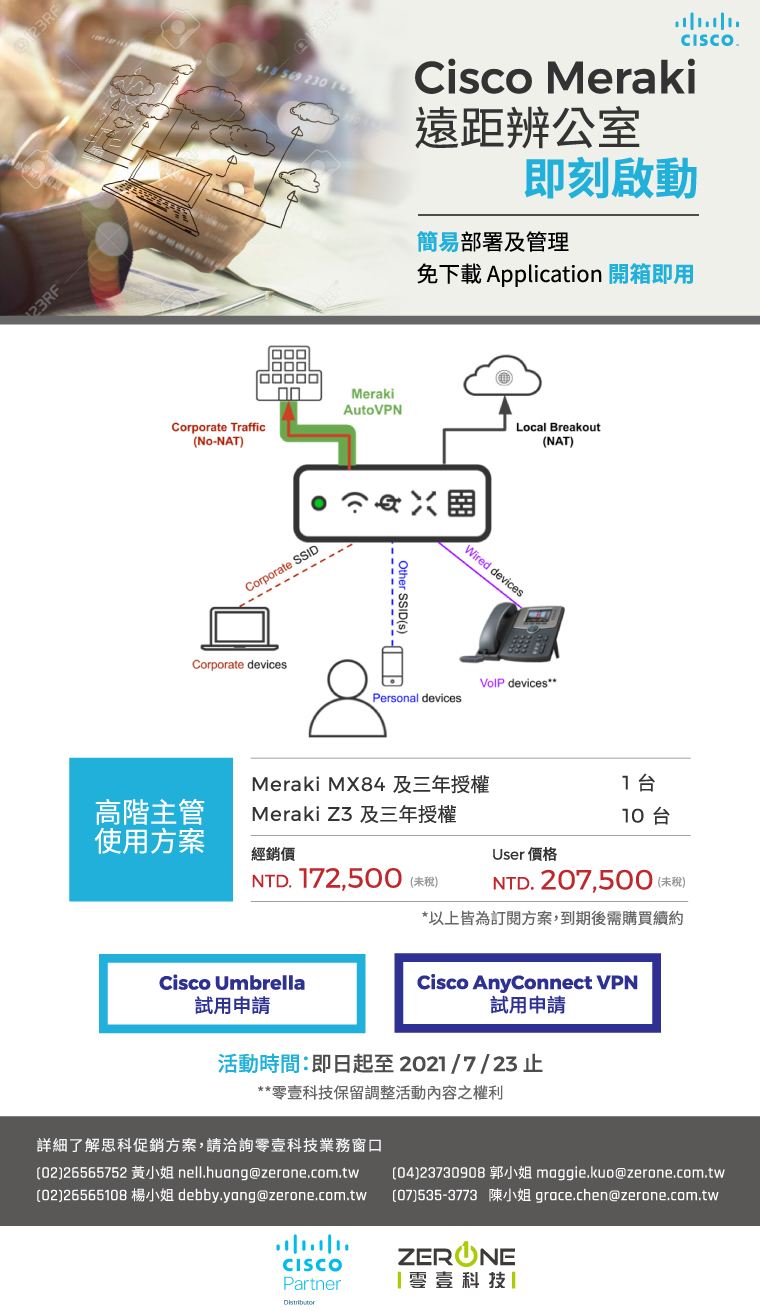 CISCO
Cisco Meraki
遠距辨公室
即刻啟動
簡易部署及管理
免下載 Application 開箱即用
123RF
123RF
123RF
418 569 230 14
Meraki
AutoVPN
Corporate Traffic
(No-NAT)
Local Breakout
(NAT)
Corporate SSID
Other SSID(s)
Wired devices
Corporate devices
Personal devices
VoIP devices**
高階主管
使用方案
Meraki MX84 及三年授權 1 台
Meraki Z3 及三年授權 10 台
經銷價 User 價格
NTD. 172,500 (未稅) NTD. 207,500 (未稅)
*以上皆為訂閱方案,到期後需購買續約
Cisco Umbrella
試用申請
Cisco AnyConnect VPN
試用申請
活動時間:即日起至 2021 / 7 / 23 止
**零壹科技保留調整活動內容之權利
詳細了解思科促銷方案,請洽詢零壹科技業務窗口
(02)26565752 黃小姐 nell.huang@zerone.com.tw (04)23730908 郭小姐 maggie.kuo@zerone.com.tw
(02)26565108 楊小姐 debby.yang@zerone.com.tw (07)535-3773 陳小姐 grace.chen@zerone.com.tw
CISCO
Partner
Distributor
ZERONE
零壹科技